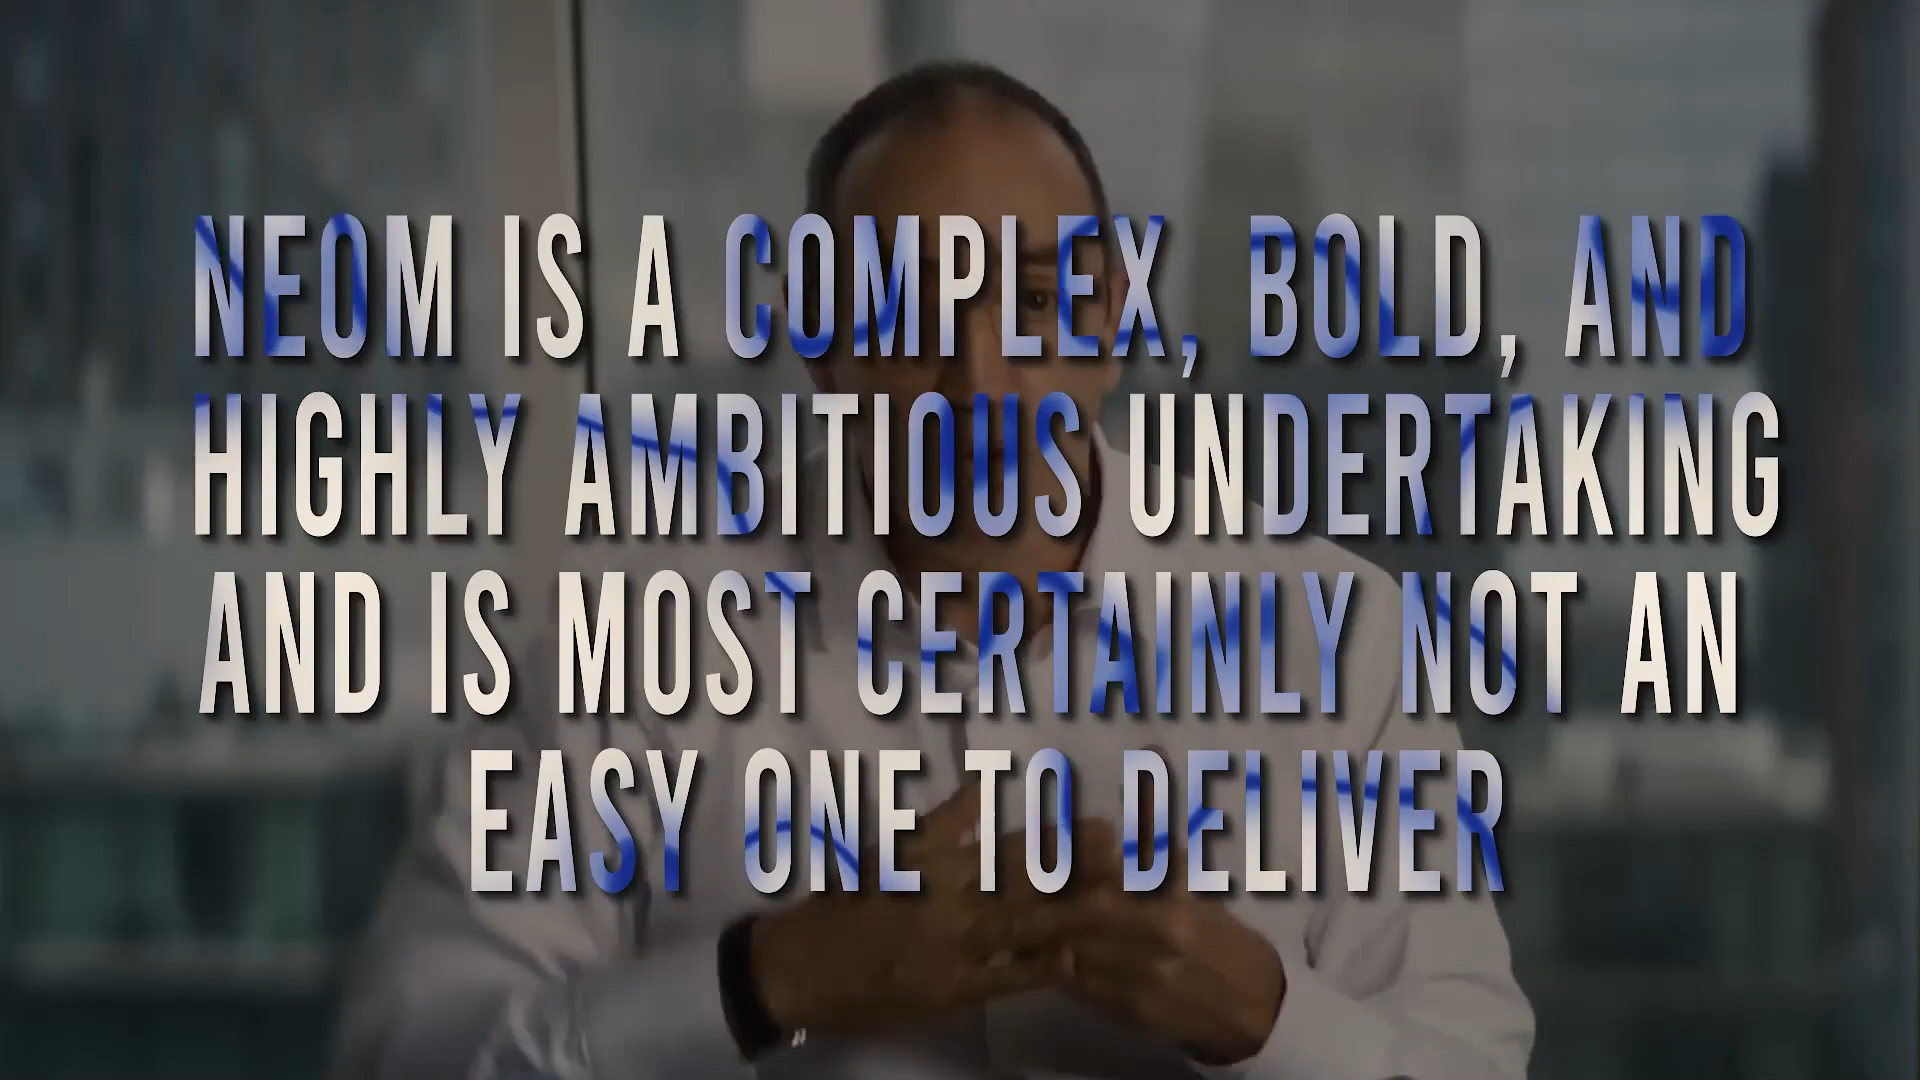 NEOM IS A COMPLEX, BOLD, AND
HIGHLY AMBITIOUS UNDERTAKING
AND IS MOST CERTAINLY NOT AN
EASY ONE TO DELIVER